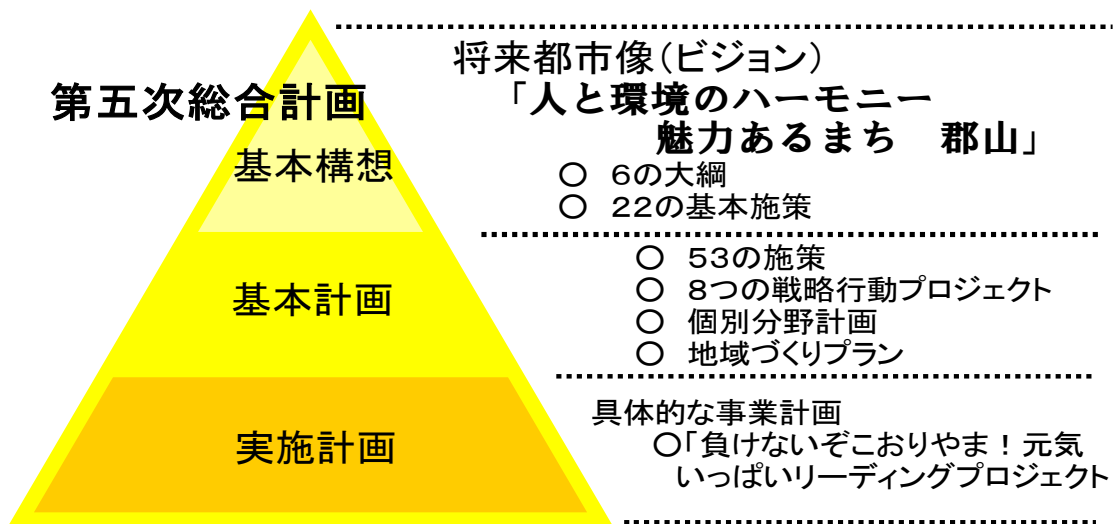 第五次総合計画
将来都市像(ビジョン)
「人と環境のハーモニー
魅力あるまち　郡山」
基本構想
○　6の大綱
○　22の基本施策
基本計画
○　53の施策
○　8つの戦略行動プロジェクト
○　個別分野計画
○　地域づくりプラン
実施計画
具体的な事業計画
○「負けないぞこおりやま！元気
いっぱいリーディングプロジェクト